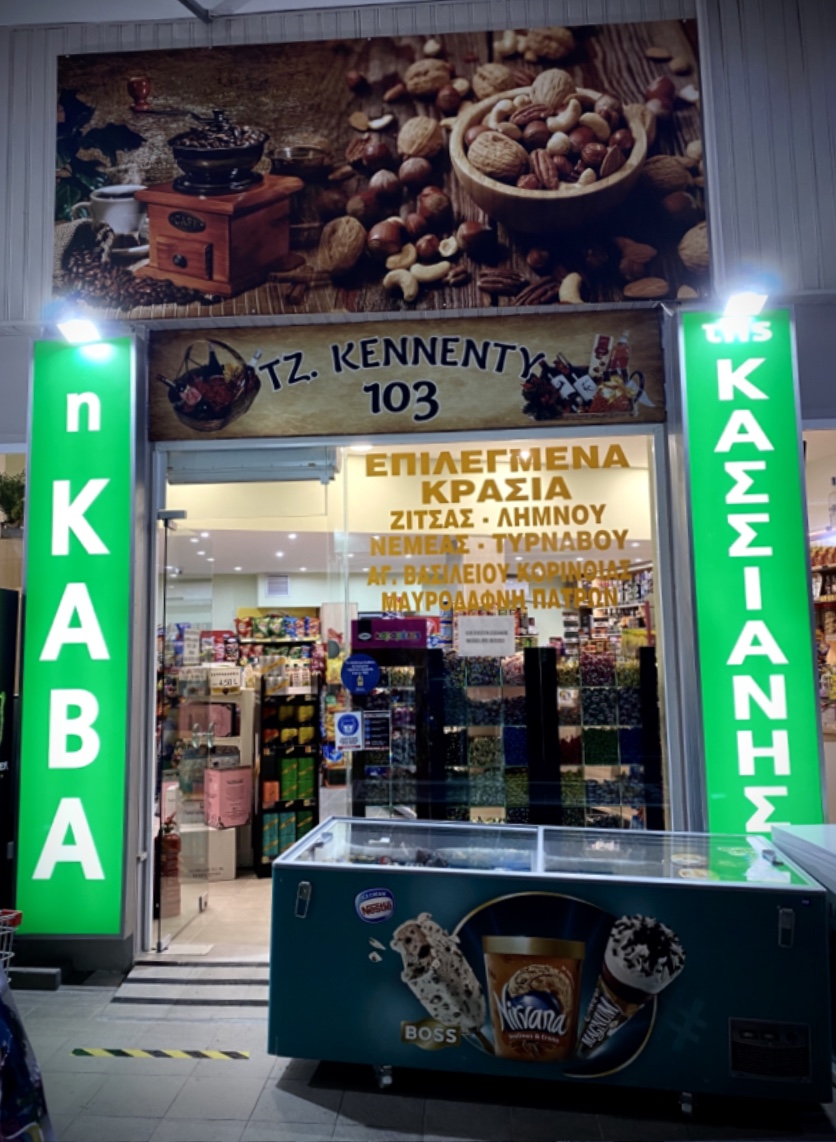 η
ΚΑΒΑ
της
ΚΑΣΣΙΑΝΗΣ
ΤΖ. ΚΕΝΝΕΝΤΥ
103
ΕΠΙΛΕΓΜΕΝΑ
ΚΡΑΣΙΑ
ΖΙΤΣΑΣ - ΛΗΜΝΟΥ
ΝΕΜΕΑΣ - ΤΥΡΝΑΒΟΥ
ΑΓ. ΒΑΣΙΛΕΙΟΥ ΚΟΡΙΝΘΙΑΣ
ΜΑΥΡΟΔΑΦΝΗ ΠΑΤΡΩΝ
Nestlé
BOSS
Nirvana